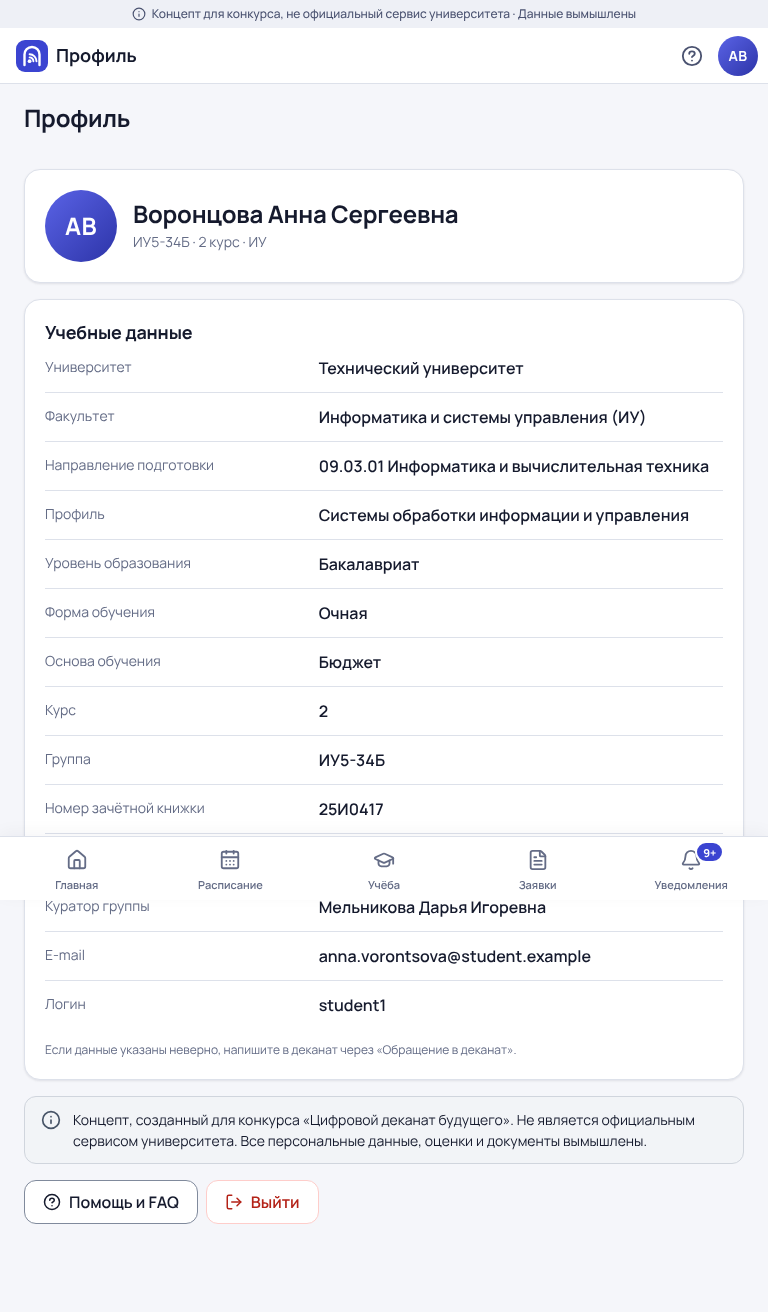 Концепт для конкурса, не официальный сервис университета · Данные вымышлены
Профиль
АВ
Профиль
АВ
Воронцова Анна Сергеевна
ИУ5-34Б · 2 курс · ИУ
Учебные данные
Университет
Технический университет
Факультет
Информатика и системы управления (ИУ)
Направление подготовки
09.03.01 Информатика и вычислительная техника
Профиль
Системы обработки информации и управления
Уровень образования
Бакалавриат
Форма обучения
Очная
Основа обучения
Бюджет
Курс
2
Группа
ИУ5-34Б
Номер зачётной книжки
25И0417
9+
Главная
Расписание
Учёба
Заявки
Уведомления
Куратор группы
Мельникова Дарья Игоревна
E-mail
anna.vorontsova@student.example
Логин
student1
Если данные указаны неверно, напишите в деканат через «Обращение в деканат».
Концепт, созданный для конкурса «Цифровой деканат будущего». Не является официальным
сервисом университета. Все персональные данные, оценки и документы вымышлены.
Помощь и FAQ
Выйти